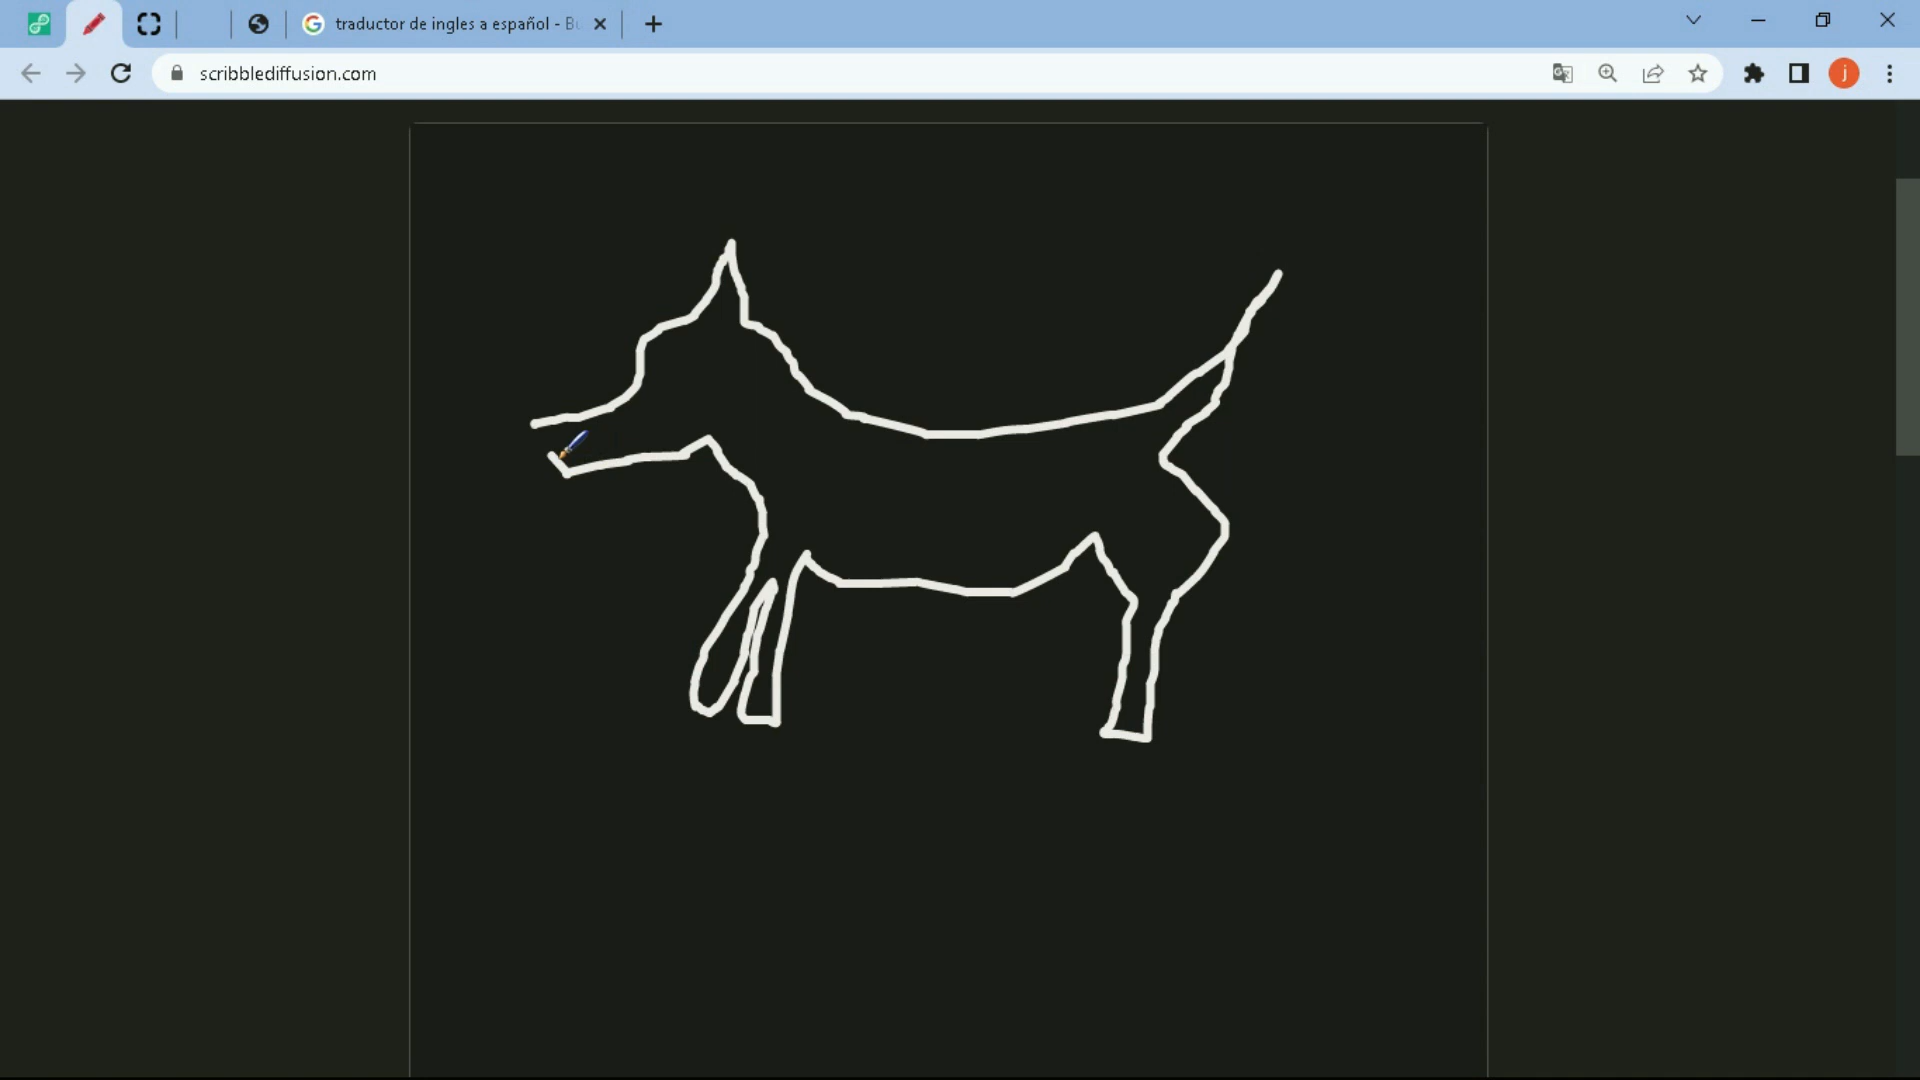 traductor de ingles a español - B
scribblediffusion.com
j